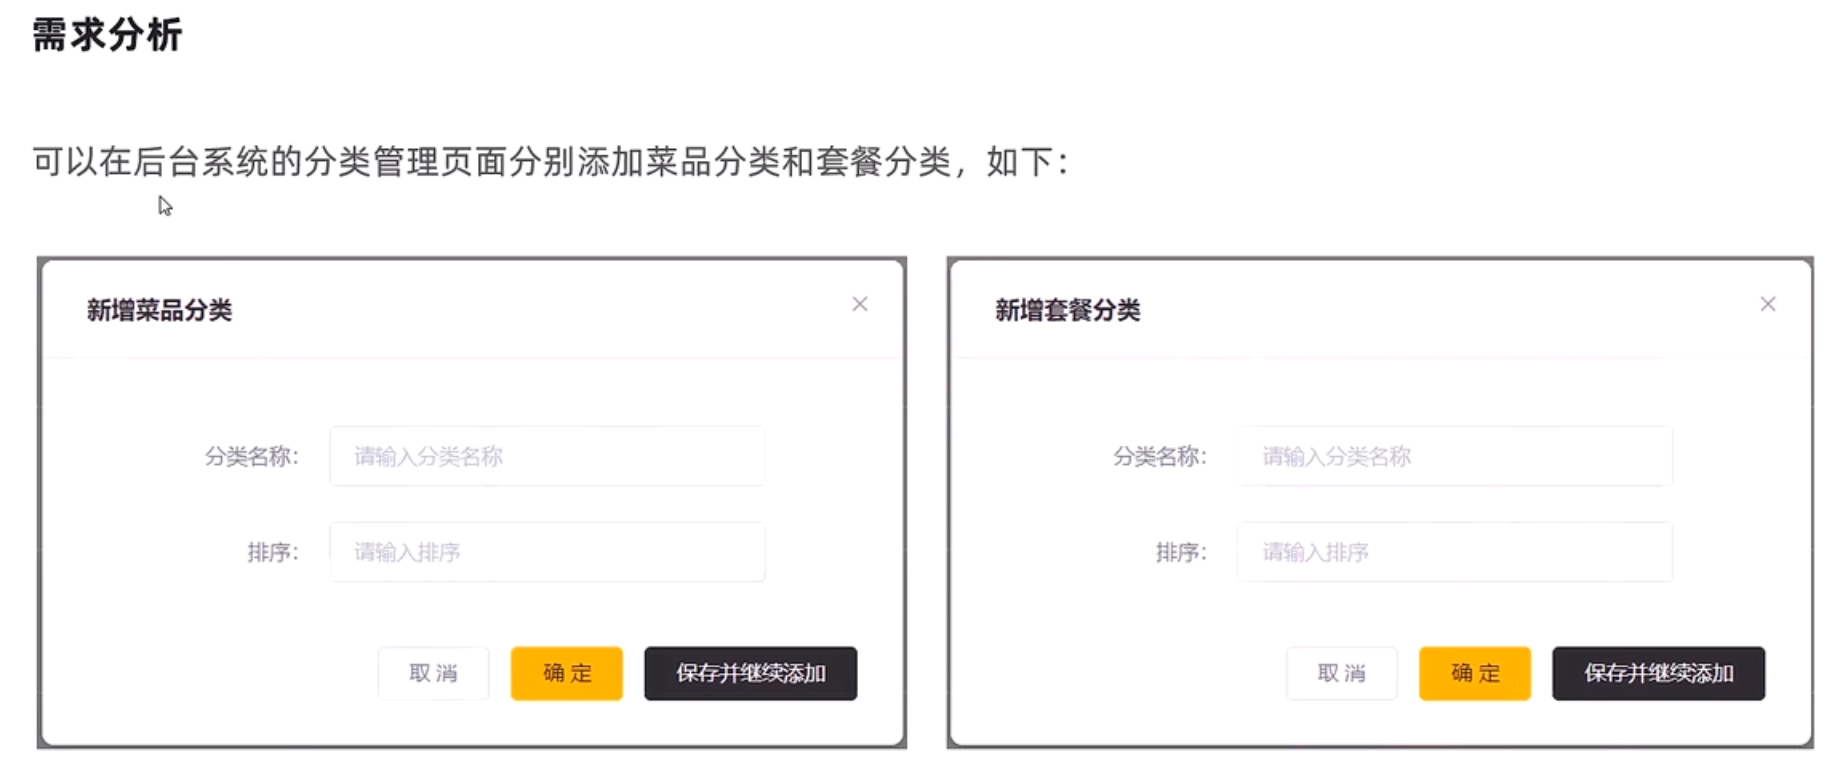 需求分析
可以在后台系统的分类管理页面分别添加菜品分类和套餐分类，如下：
新增菜品分类
分类名称：
请输入分类名称
排序：
请输入排序
取 消
确 定
保存并继续添加
新增套餐分类
分类名称：
请输入分类名称
排序：
请输入排序
取 消
确 定
保存并继续添加